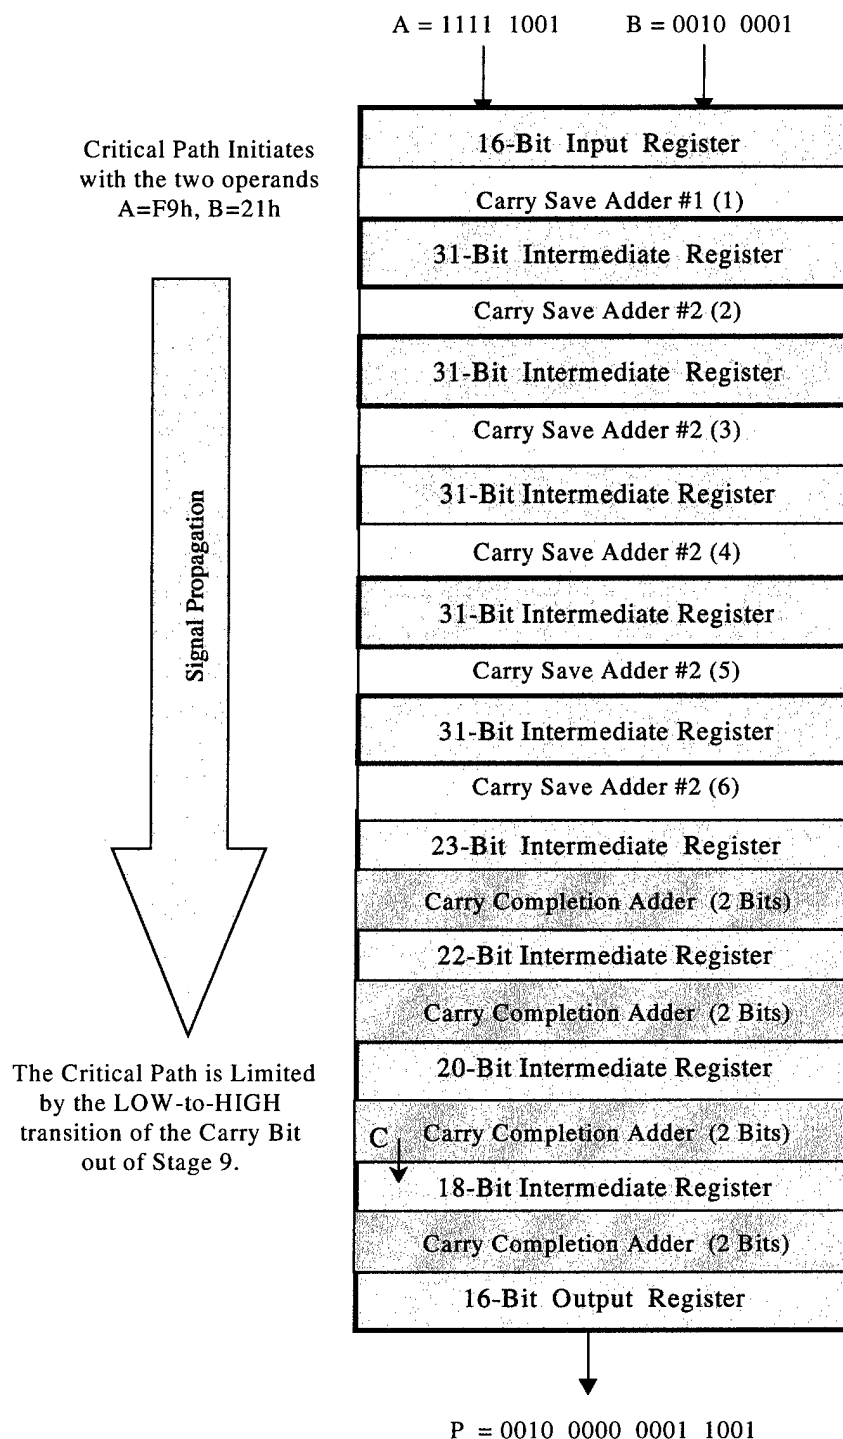 A = 1111 1001
B = 0010 0001
Critical Path Initiates
with the two operands
A=F9h, B=21h
16-Bit Input Register
Carry Save Adder #1 (1)
31-Bit Intermediate Register
Carry Save Adder #2 (2)
31-Bit Intermediate Register
Carry Save Adder #2 (3)
31-Bit Intermediate Register
Carry Save Adder #2 (4)
31-Bit Intermediate Register
Carry Save Adder #2 (5)
31-Bit Intermediate Register
Carry Save Adder #2 (6)
23-Bit Intermediate Register
Carry Completion Adder (2 Bits)
22-Bit Intermediate Register
Carry Completion Adder (2 Bits)
20-Bit Intermediate Register
C
Carry Completion Adder (2 Bits)
18-Bit Intermediate Register
Carry Completion Adder (2 Bits)
16-Bit Output Register
Signal Propagation
The Critical Path is Limited
by the LOW-to-HIGH
transition of the Carry Bit
out of Stage 9.
P = 0010 0000 0001 1001